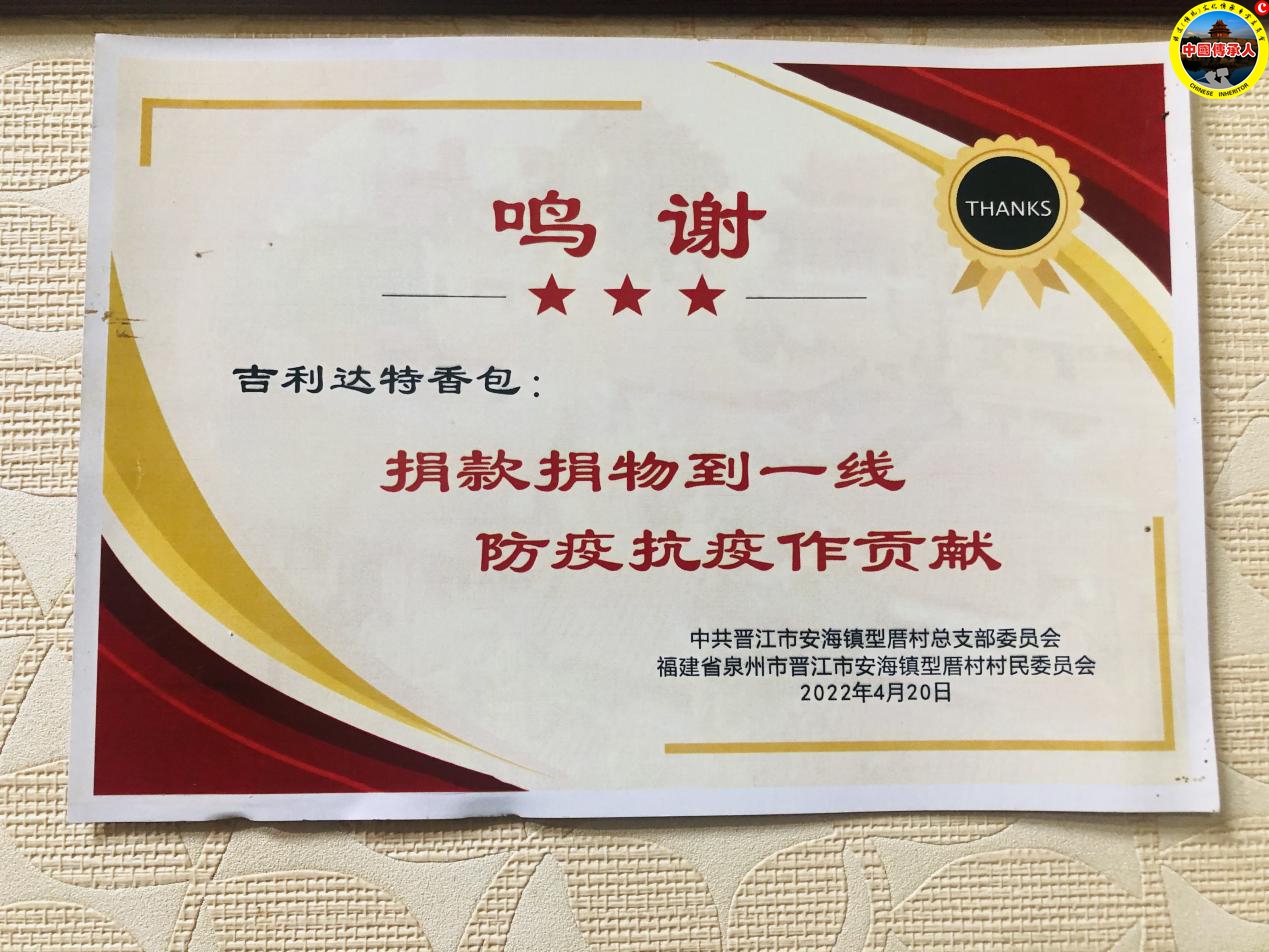 中國傳承人
CHINESE INHERITOR
THANKS
鸣 谢
吉利达特香包：
捐款捐物到一线
防疫抗疫作贡献
中共晋江市安海镇型厝村总支部委员会
福建省泉州市晋江市安海镇型厝村村民委员会
2022年4月20日